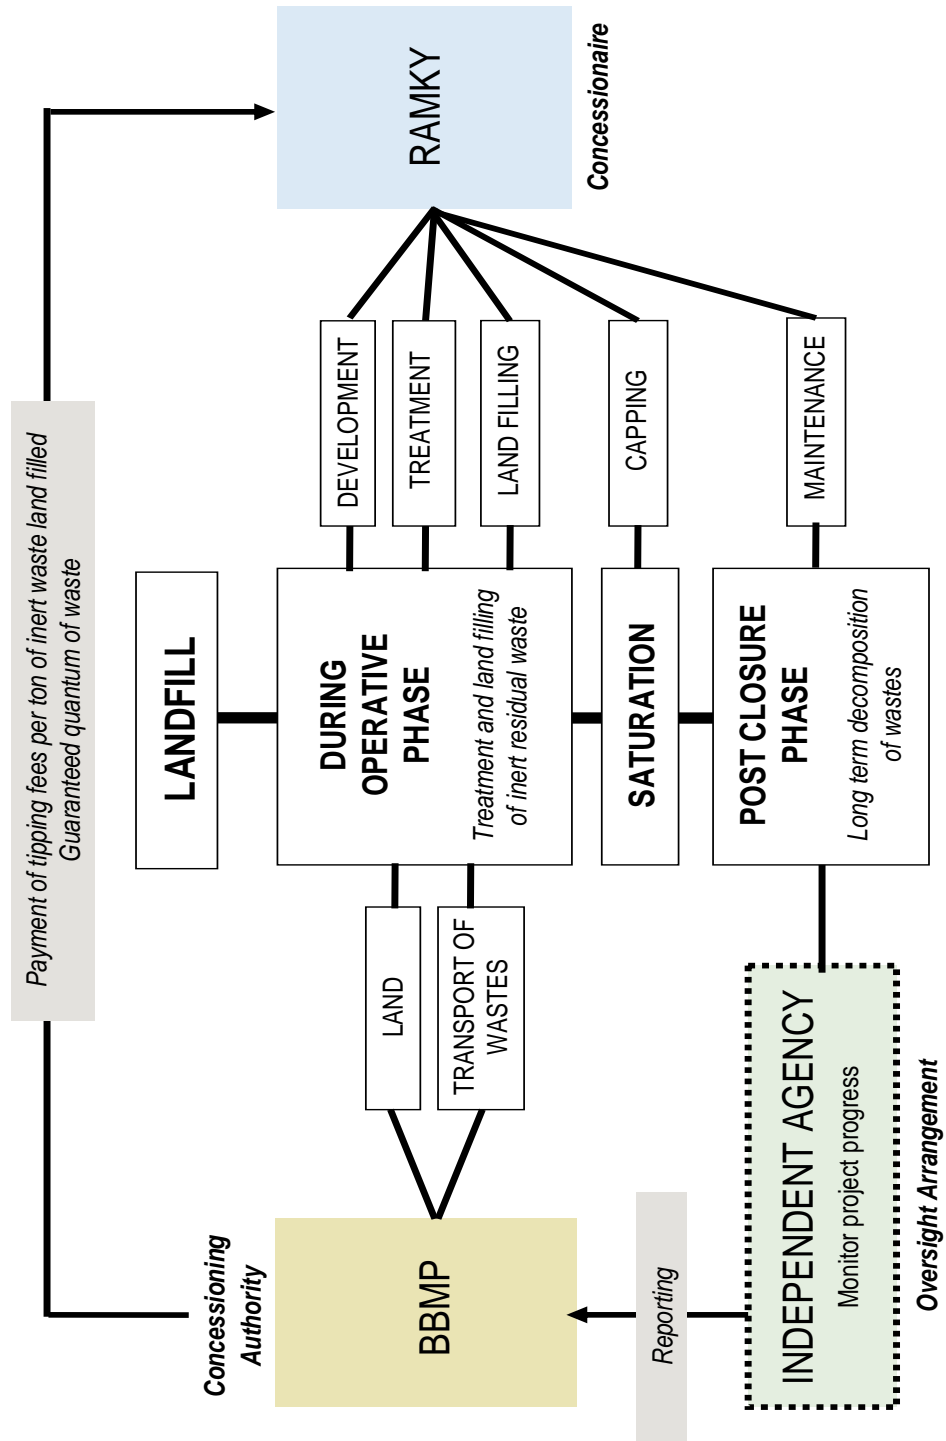 Payment of tipping fees per ton of inert waste land filled
Guaranteed quantum of waste
Concessioning
Authority
BBMP
LAND
TRANSPORT OF
WASTES
LANDFILL
DURING
OPERATIVE
PHASE
Treatment and land filling
of inert residual waste
DEVELOPMENT
TREATMENT
LAND FILLING
RAMKY
Concessionaire
SATURATION
CAPPING
Reporting
POST CLOSURE
PHASE
Long term decomposition
of wastes
MAINTENANCE
INDEPENDENT AGENCY
Monitor project progress
Oversight Arrangement